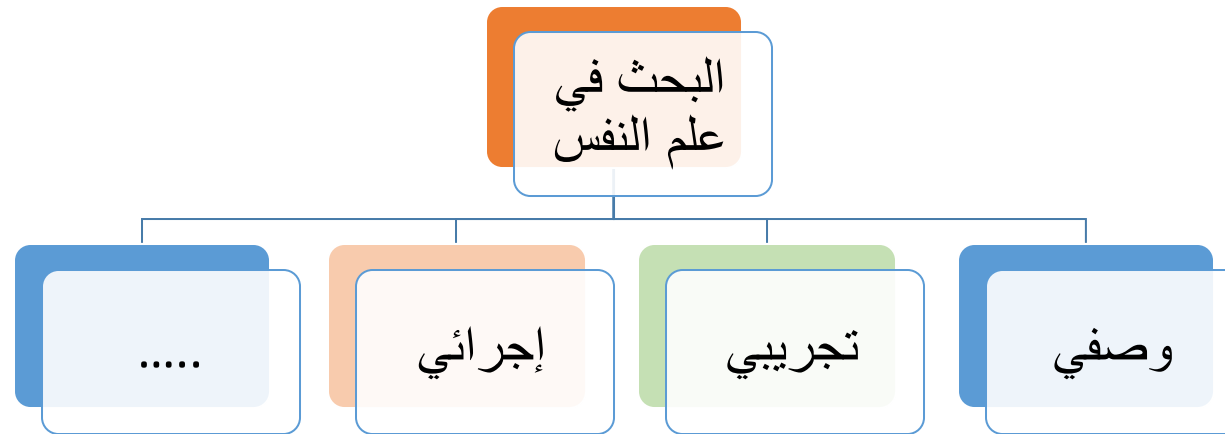 البحث في
علم النفس
وصفي
تجريبي
إجرائي
.....